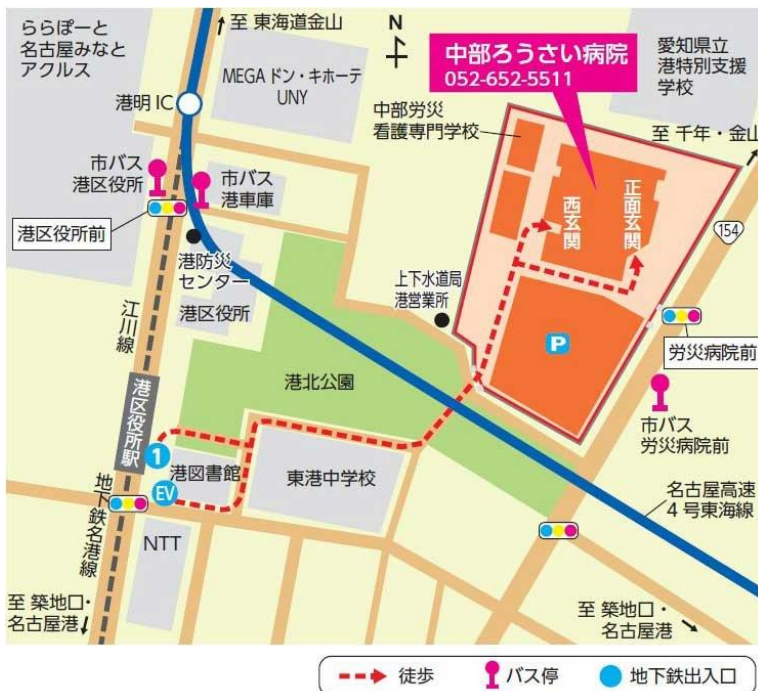 ららぽーと
名古屋みなと
アクルス
至 東海道金山
N
MEGAドン・キホーテ
UNY
中部ろうさい病院
052-652-5511
愛知県立
港特別支援
学校
港明IC
中部労災
看護専門学校
至 千年・金山
市バス
港区役所
市バス
港車庫
西玄関
正面玄関
154
港区役所前
港防災
センター
上下水道局
港営業所
港区役所
江川線
P
労災病院前
港北公園
市バス
労災病院前
港区役所駅
1
港図書館
東港中学校
EV
地下鉄名港線
名古屋高速
4号東海線
NTT
至 築地口・
名古屋港
至 築地口・
名古屋港
徒歩
バス停
地下鉄出入口